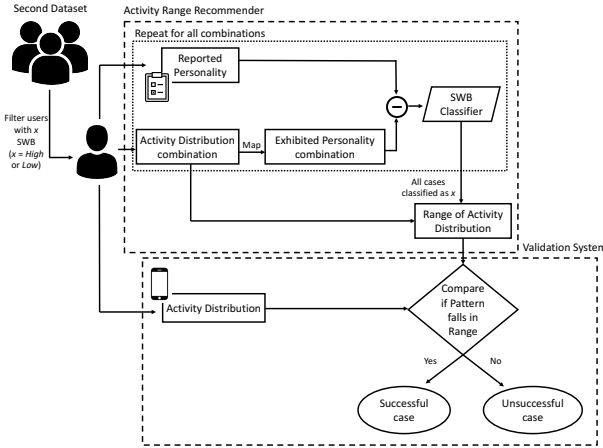 Second Dataset
Activity Range Recommender
Repeat for all combinations
Reported
Personality
SWB
Classifier
Filter users
with x
SWB
(x = High
or Low)
Activity Distribution
combination
Map
Exhibited Personality
combination
All cases
classified as x
Range of Activity
Distribution
Validation System
Activity Distribution
Compare
if Pattern
falls in
Range
Yes
No
Successful
case
Unsuccessful
case